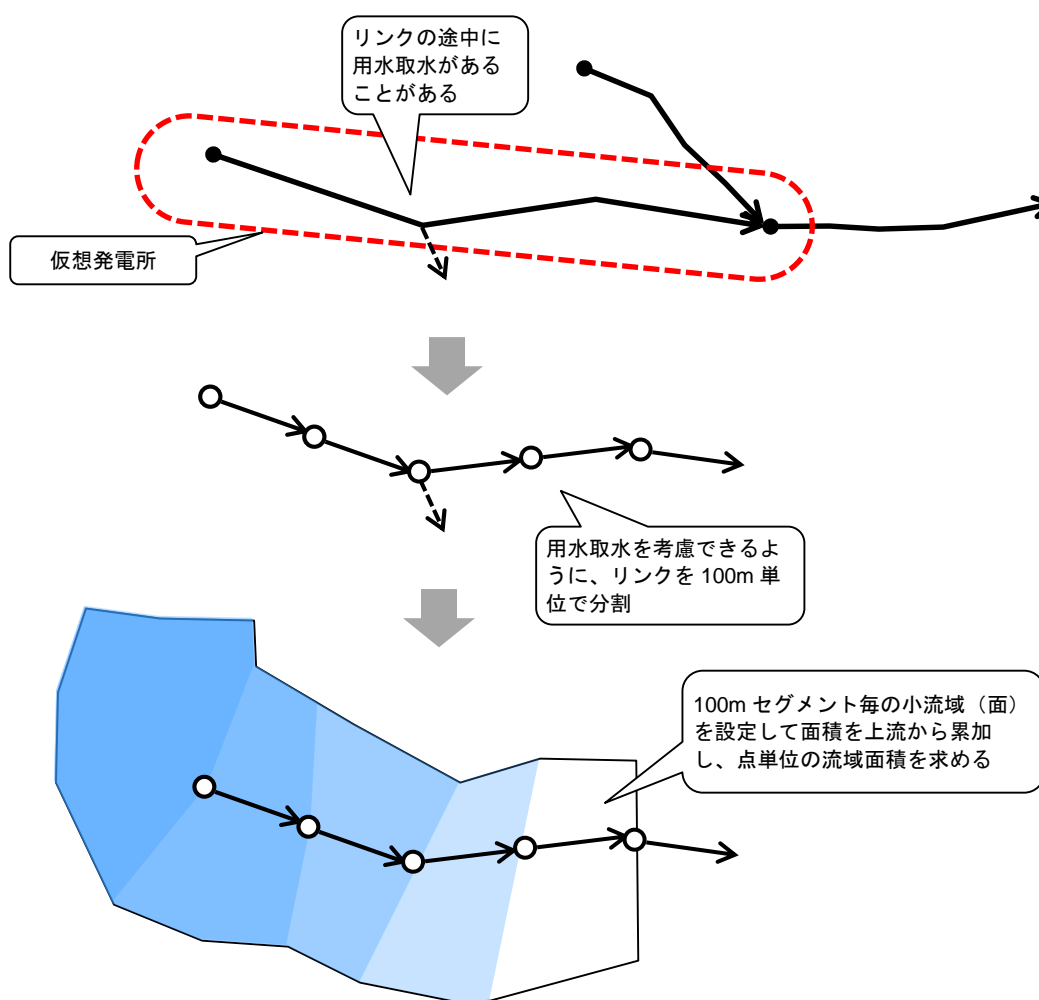 リンクの途中に
用水取水がある
ことがある
仮想発電所
用水取水を考慮できるよ
うに、リンクを 100m 単
位で分割
100m セグメント毎の小流域（面）
を設定して面積を上流から累加
し、点単位の流域面積を求める